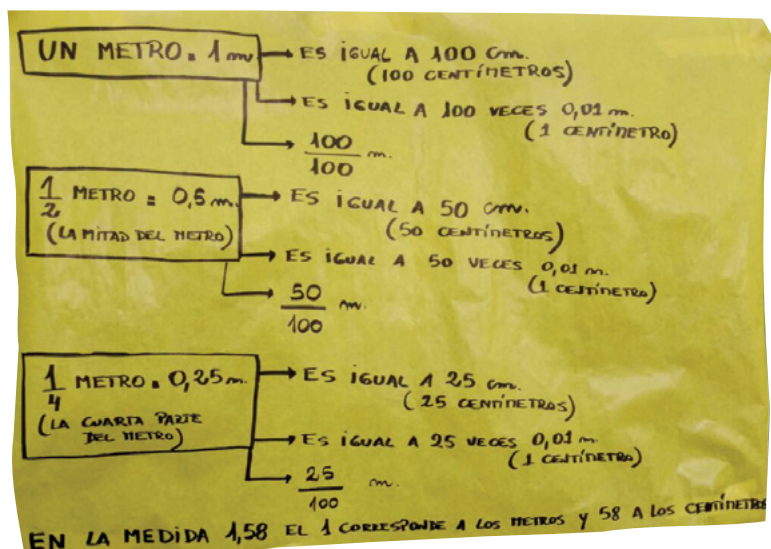 UN METRO = 1 m → ES IGUAL A 100 cm.
(100 CENTÍMETROS)
→ ES IGUAL A 100 VECES 0,01 m.
(1 CENTÍMETRO)
→ 100/100 m.
1/2 METRO = 0,5 m. → ES IGUAL A 50 cm.
(LA MITAD DEL METRO) (50 CENTÍMETROS)
→ ES IGUAL A 50 VECES 0,01 m.
(1 CENTÍMETRO)
→ 50/100 m.
1/4 METRO = 0,25 m. → ES IGUAL A 25 cm.
(LA CUARTA PARTE DEL METRO) (25 CENTÍMETROS)
→ ES IGUAL A 25 VECES 0,01 m.
(1 CENTÍMETRO)
→ 25/100 m.
EN LA MEDIDA 1,58 EL 1 CORRESPONDE A LOS METROS Y 58 A LOS CENTÍMETROS